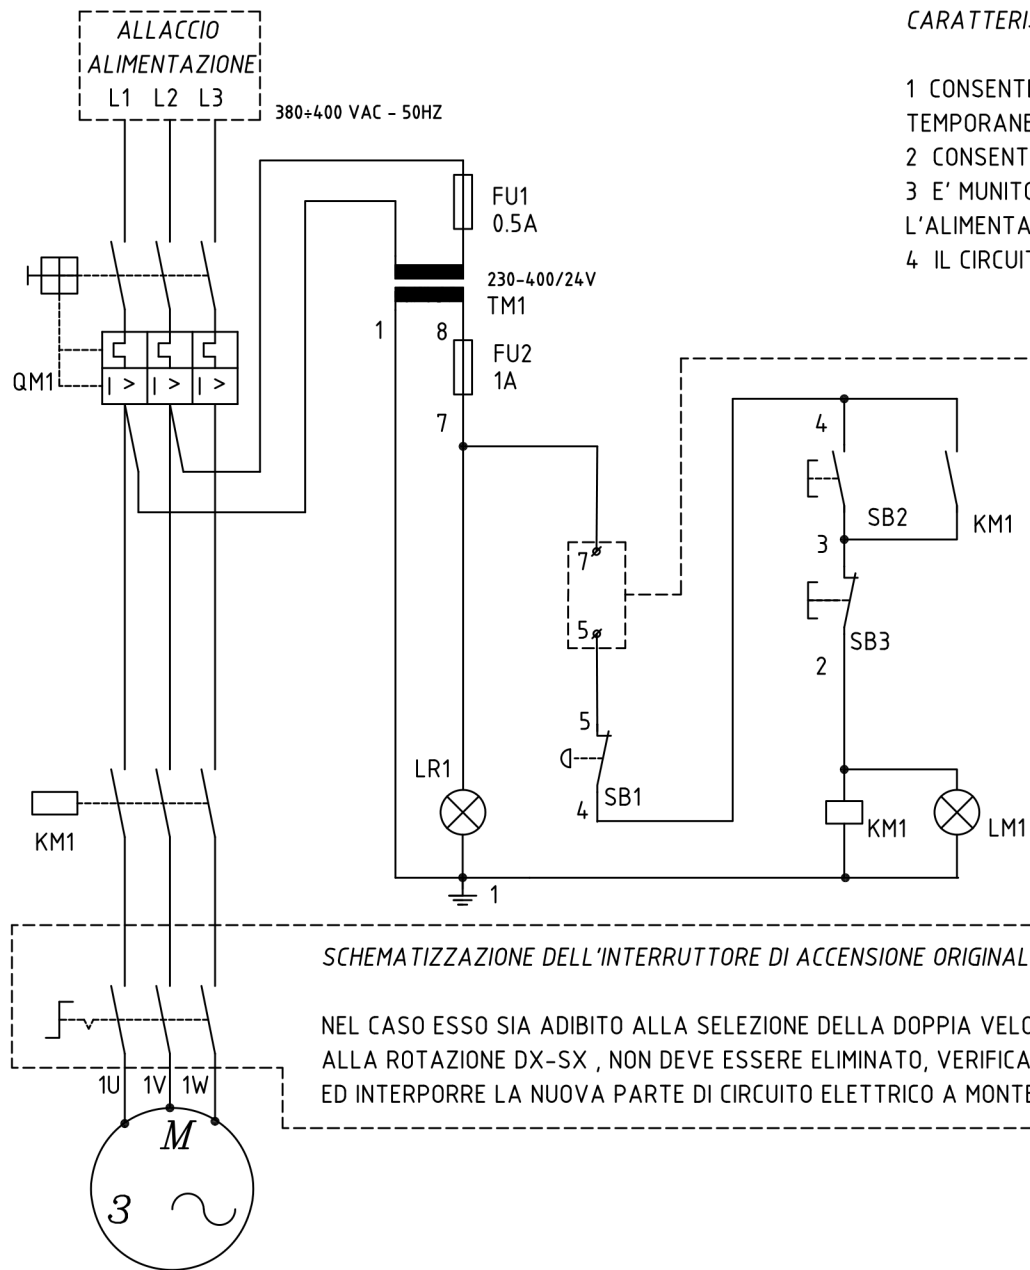 ALLACCIO
ALIMENTAZIONE
L1 L2 L3
380÷400 VAC - 50HZ
CONSENT
TEMPORANE
2 CONSENT
3 E' MUNITO
L'ALIMENTA
4 IL CIRCUIT
FU1
0.5A
230-400/24V
TM1
1
8
FU2
1A
7
QM1
I > I > I >
4
SB2
KM1
3
7
5
SB3
2
5
LR1
SB1
4
KM1
LM1
KM1
1
SCHEMATIZZAZIONE DELL'INTERRUTTORE DI ACCENSIONE ORIGINAL
NEL CASO ESSO SIA ADIBITO ALLA SELEZIONE DELLA DOPPIA VELO
ALLA ROTAZIONE DX-SX , NON DEVE ESSERE ELIMINATO, VERIFICA
ED INTERPORRE LA NUOVA PARTE DI CIRCUITO ELETTRICO A MONTE
1U 1V 1W
M
3